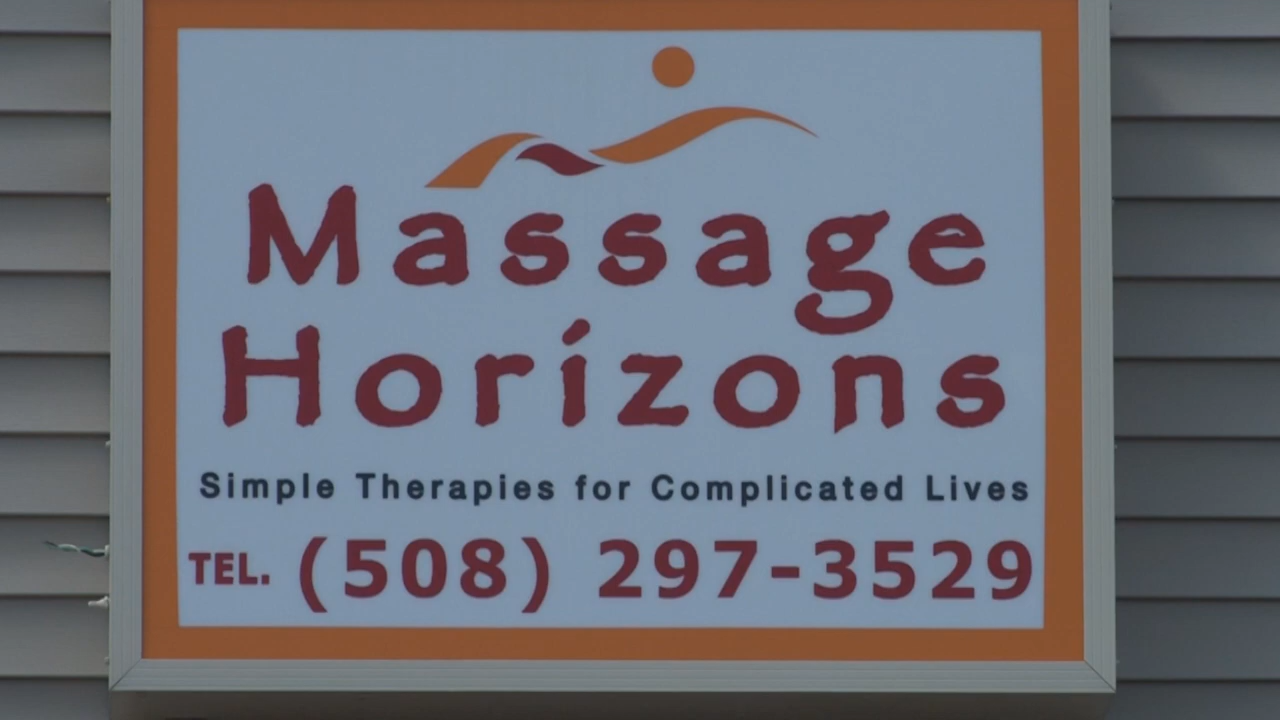 Massage
Horizons
Simple Therapies for Complicated Lives
TEL. (508) 297-3529